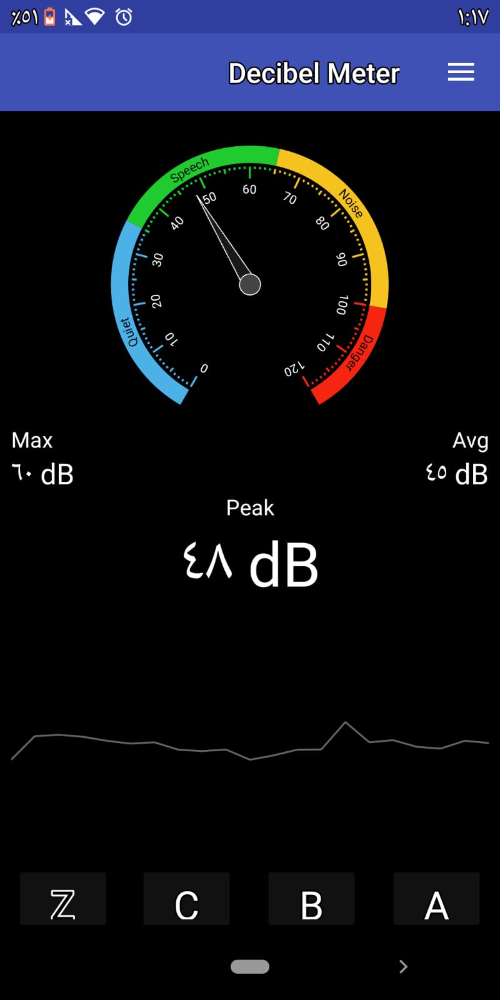 ٪٥١
١:١٧
Decibel Meter
Quiet
Speech
Noise
Danger
0
10
20
30
40
50
60
70
80
90
100
110
120
Max
٦٠ dB
Avg
٤٥ dB
Peak
٤٨ dB
Z
C
B
A